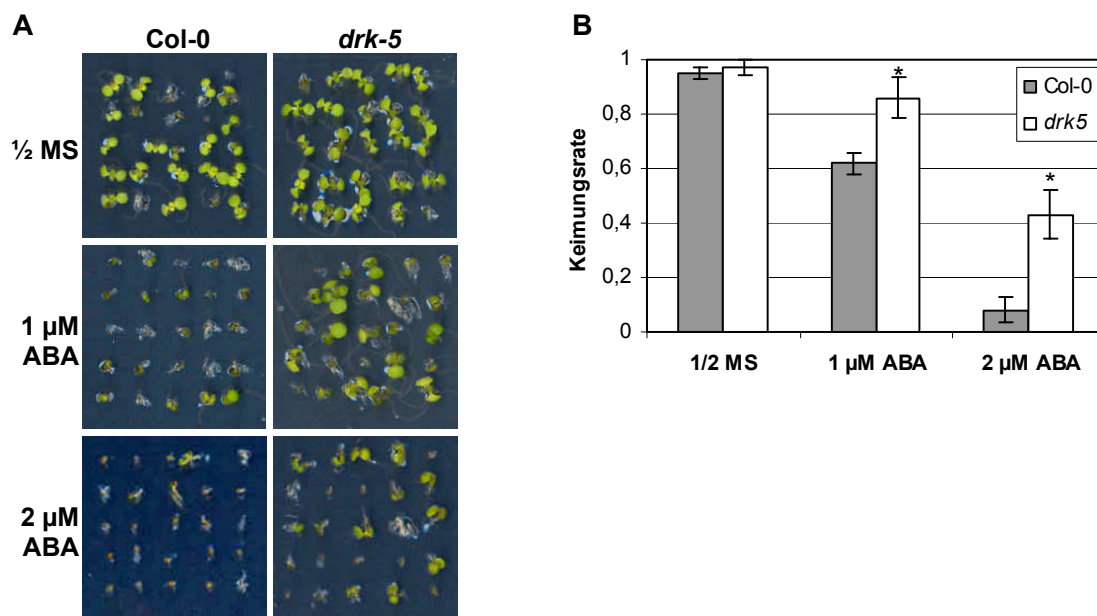 A
Col-0 drk-5
½ MS
1 µM
ABA
2 µM
ABA
B
Keimungsrate
1
0,8
0,6
0,4
0,2
0
* *
Col-0
drk5
1/2 MS 1 µM ABA 2 µM ABA